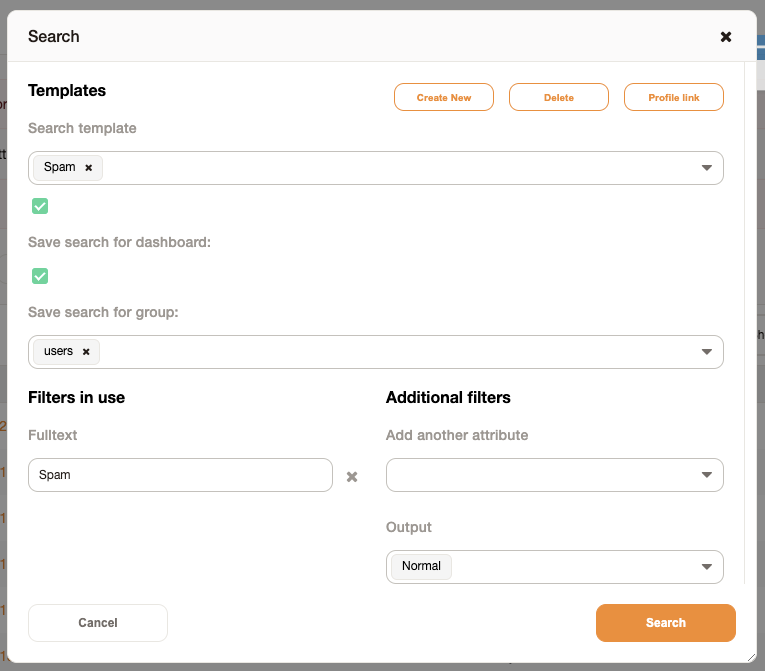 Search
Templates
Create New
Delete
Profile link
Search template
Spam
Save search for dashboard:
Save search for group:
users
Filters in use
Additional filters
Fulltext
Add another attribute
Spam
Output
Normal
Cancel
Search